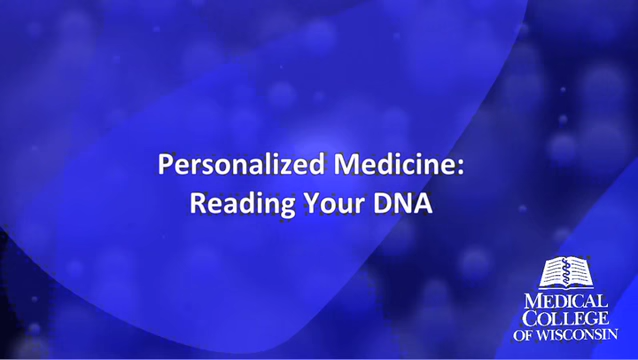 Personalized Medicine:
Reading Your DNA
MEDICAL
COLLEGE
OF WISCONSIN